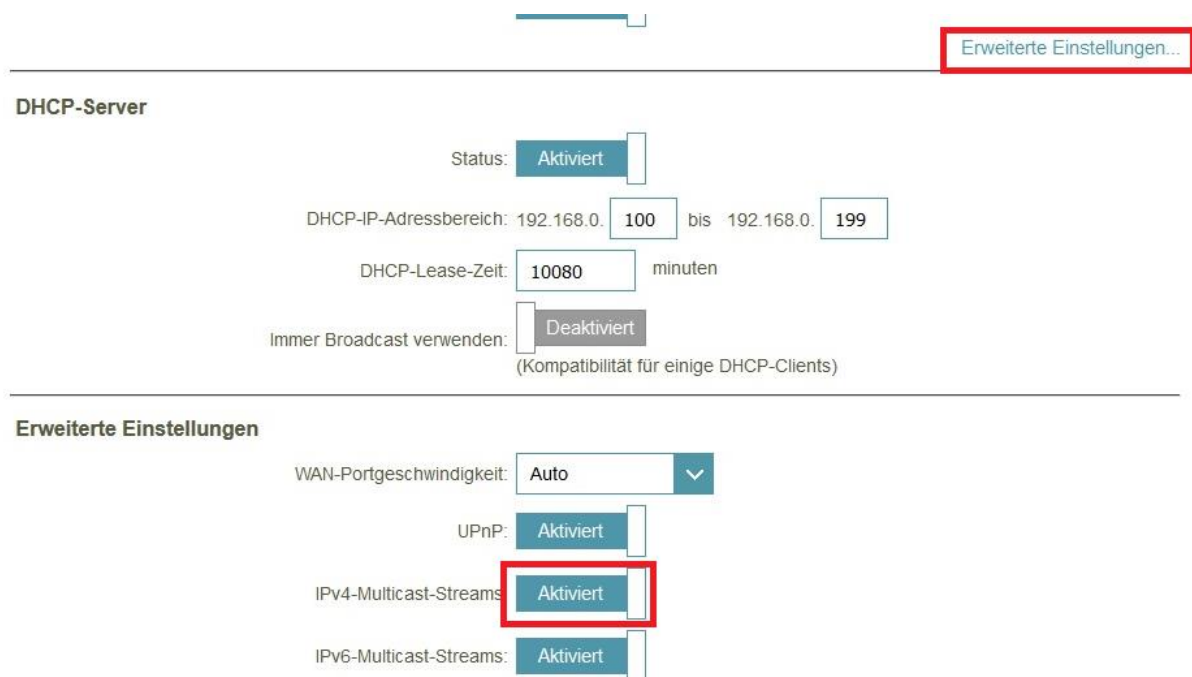 Erweiterte Einstellungen...
DHCP-Server
Status: Aktiviert
DHCP-IP-Adressbereich: 192.168.0. 100 bis 192.168.0. 199
DHCP-Lease-Zeit: 10080 minuten
Immer Broadcast verwenden: Deaktiviert
(Kompatibilität für einige DHCP-Clients)
Erweiterte Einstellungen
WAN-Portgeschwindigkeit: Auto
UPnP: Aktiviert
IPv4-Multicast-Streams Aktiviert
IPv6-Multicast-Streams: Aktiviert